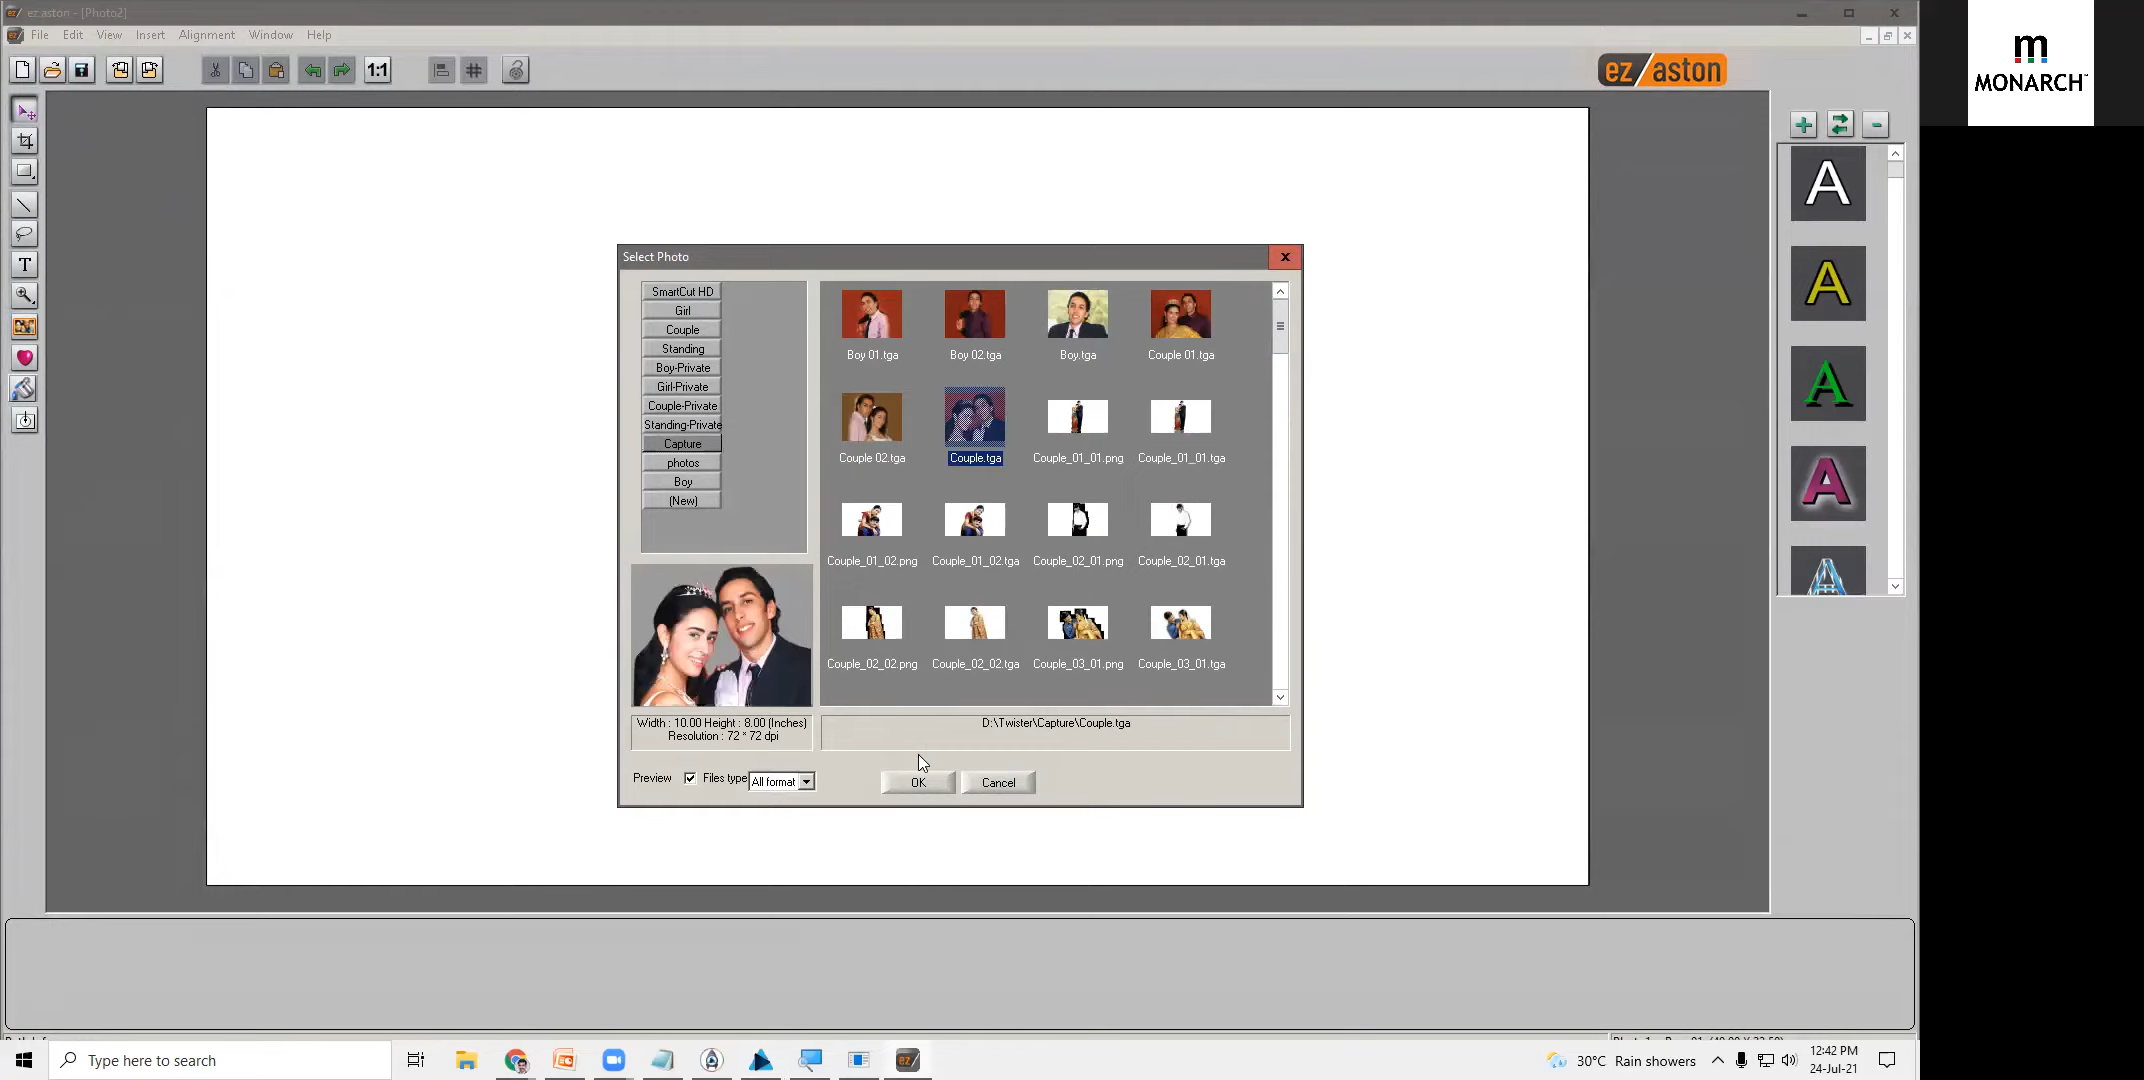 ez.aston - [Photo2]
File Edit View Insert Alignment Window Help
1:1
ez/aston
m
MONARCH
T
A
A
A
A
A
Select Photo
SmartCut HD
Girl
Couple
Standing
Boy-Private
Girl-Private
Couple-Private
Standing-Private
Capture
photos
Boy
(New)
Boy 01.tga Boy 02.tga Boy.tga Couple 01.tga
Couple 02.tga Couple.tga Couple_01_01.png Couple_01_01.tga
Couple_01_02.png Couple_01_02.tga Couple_02_01.png Couple_02_01.tga
Couple_02_02.png Couple_02_02.tga Couple_03_01.png Couple_03_01.tga
Width : 10.00 Height : 8.00 (Inches)
Resolution : 72 * 72 dpi
D:\Twister\Capture\Couple.tga
Preview Files type All format OK Cancel
Type here to search
ez
30°C Rain showers
12:42 PM
24-Jul-21